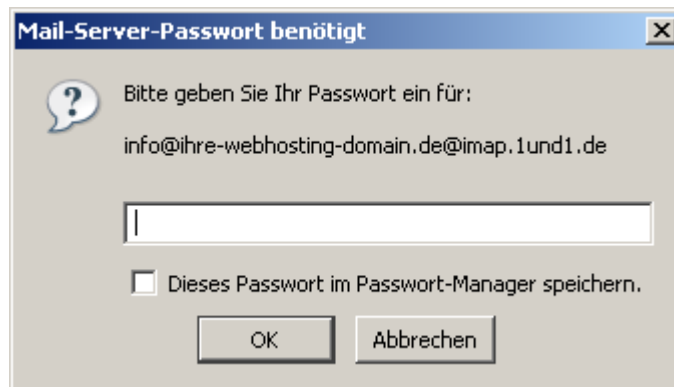 Mail-Server-Passwort benötigt
Bitte geben Sie Ihr Passwort ein für:
info@ihre-webhosting-domain.de@imap.1und1.de
Dieses Passwort im Passwort-Manager speichern.
OK Abbrechen